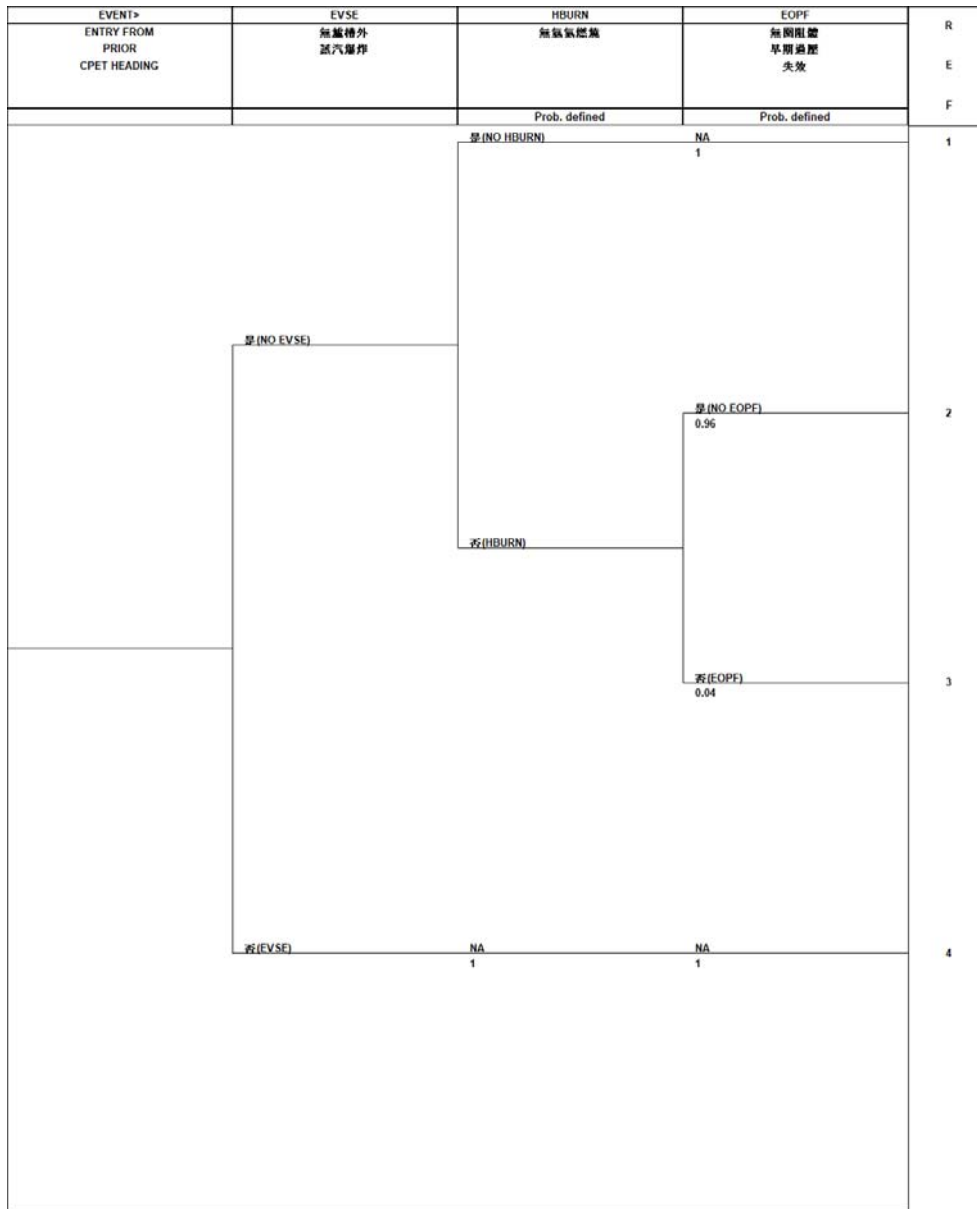 EVENT> EVSE HBURN EOPF R
ENTRY FROM 無爐槽外 無氫氣燃燒 無圍阻體
PRIOR 蒸汽爆炸 早期過壓 E
CPET HEADING 失效
F
Prob. defined Prob. defined
是(NO HBURN) NA 1
1
是(NO EVSE)
是(NO EOPF) 2
0.96
否(HBURN)
否(EOPF) 3
0.04
否(EVSE) NA NA 4
1 1